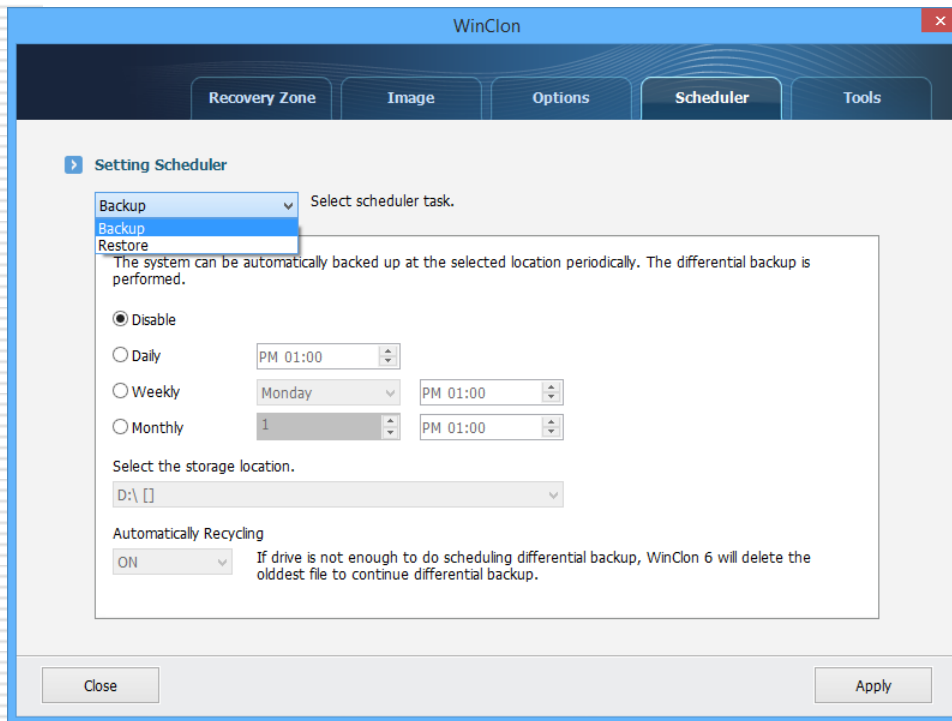 WinClon
Recovery Zone
Image
Options
Scheduler
Tools
Setting Scheduler
Backup
Select scheduler task.
Backup
Restore
The system can be automatically backed up at the selected location periodically. The differential backup is
performed.
Disable
Daily
PM 01:00
Weekly
Monday
PM 01:00
Monthly
1
PM 01:00
Select the storage location.
D:\ []
Automatically Recycling
ON
If drive is not enough to do scheduling differential backup, WinClon 6 will delete the
olddest file to continue differential backup.
Close
Apply